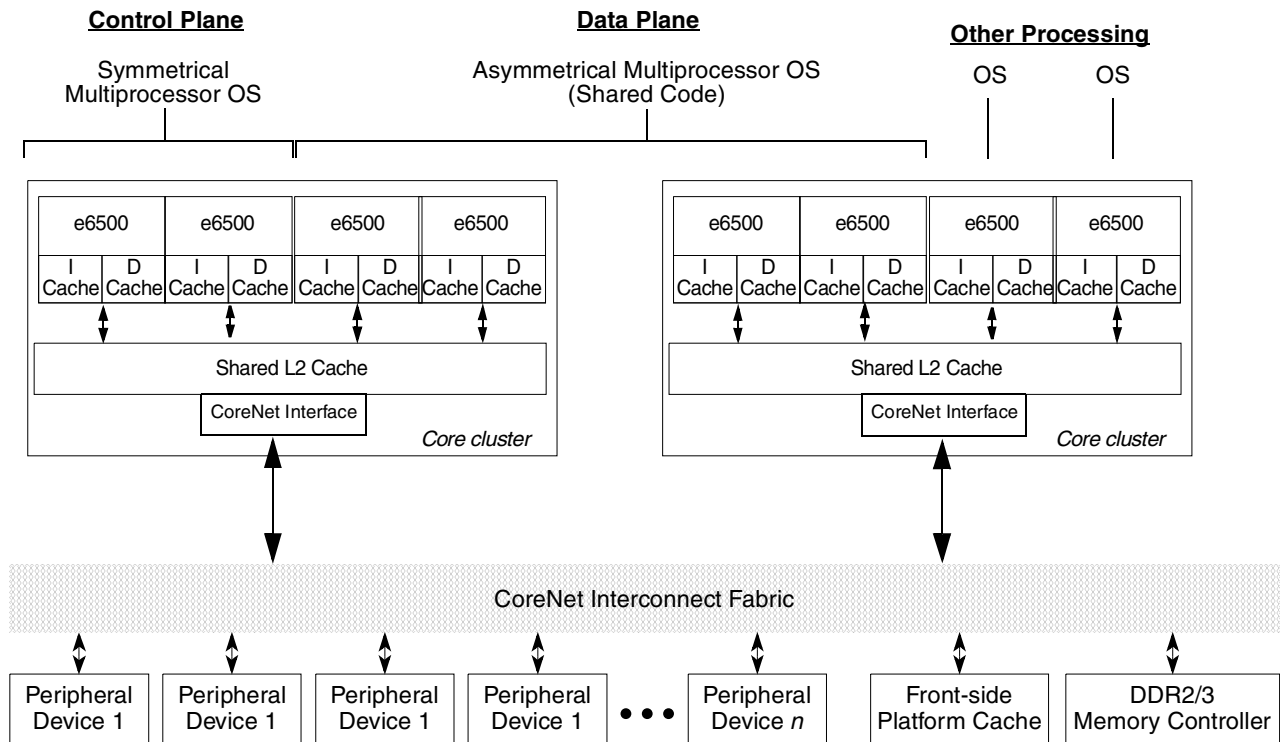 Control Plane
Data Plane
Other Processing
Symmetrical
Multiprocessor OS
Asymmetrical Multiprocessor OS
(Shared Code)
OS
OS
e6500
e6500
e6500
e6500
I
Cache
D
Cache
I
Cache
D
Cache
I
Cache
D
Cache
I
Cache
D
Cache
Shared L2 Cache
CoreNet Interface
Core cluster
e6500
e6500
e6500
e6500
I
Cache
D
Cache
I
Cache
D
Cache
I
Cache
D
Cache
I
Cache
D
Cache
Shared L2 Cache
CoreNet Interface
Core cluster
CoreNet Interconnect Fabric
Peripheral
Device 1
Peripheral
Device 1
Peripheral
Device 1
Peripheral
Device 1
Peripheral
Device n
Front-side
Platform Cache
DDR2/3
Memory Controller